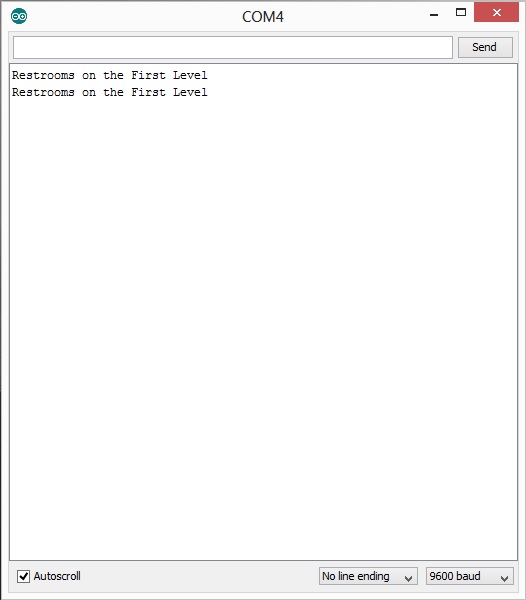 COM4
Send
Restrooms on the First Level
Restrooms on the First Level
Autoscroll
No line ending
9600 baud